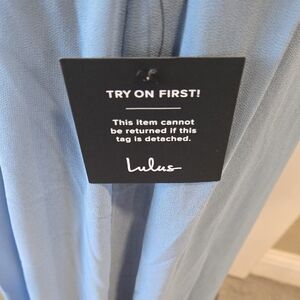 TRY ON FIRST!
This item cannot
be returned if this
tag is detached.
Lulus